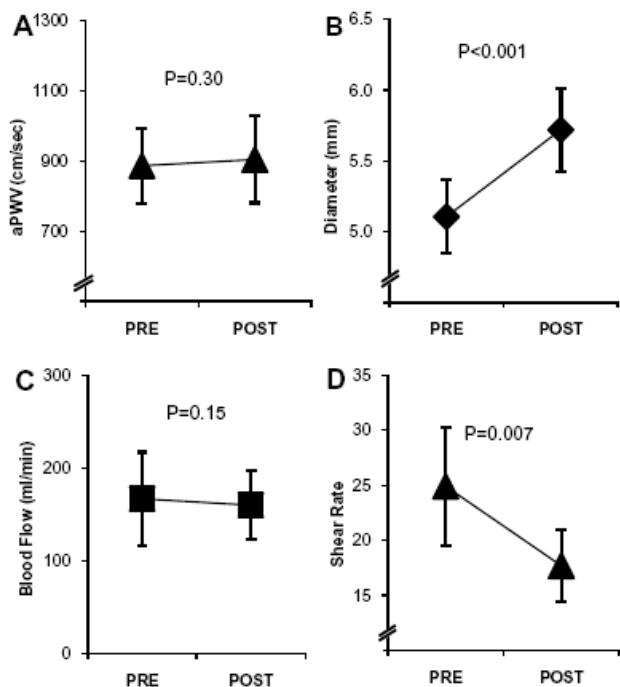 A
1300
1100
900
700
aPWV (cm/sec)
P=0.30
PRE POST
B
6.5
6.0
5.5
5.0
Diameter (mm)
P<0.001
PRE POST
C
300
200
100
0
Blood Flow (ml/min)
P=0.15
PRE POST
D
35
30
25
20
15
Shear Rate
P=0.007
PRE POST